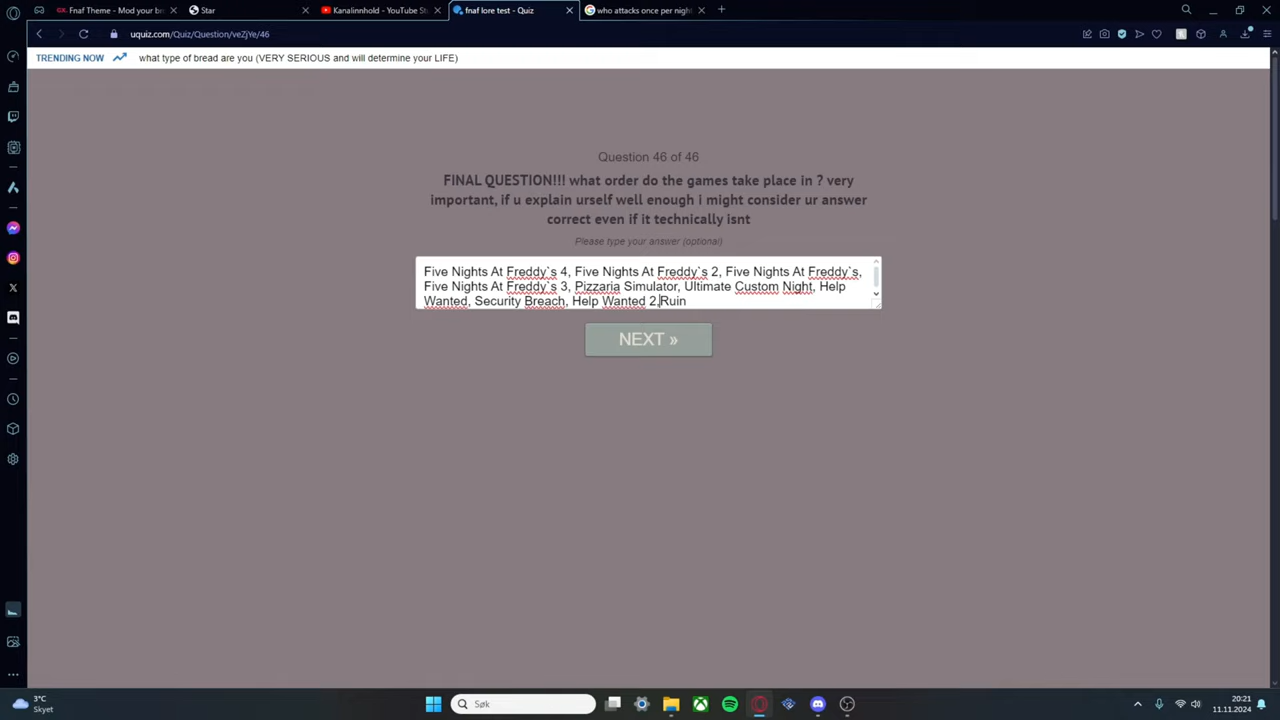 Fnaf Theme - Mod your br
Star
Kanalinnhold - YouTube St
fnaf lore test - Quiz
who attacks once per night
uquiz.com/Quiz/Question/veZjYe/46
TRENDING NOW what type of bread are you (VERY SERIOUS and will determine your LIFE)
Question 46 of 46
FINAL QUESTION!!! what order do the games take place in ? very
important, if u explain urself well enough i might consider ur answer
correct even if it technically isnt
Please type your answer (optional)
Five Nights At Freddy`s 4, Five Nights At Freddy`s 2, Five Nights At Freddy`s,
Five Nights At Freddy`s 3, Pizzaria Simulator, Ultimate Custom Night, Help
Wanted, Security Breach, Help Wanted 2,Ruin
NEXT »
3°C
Skyet
Søk
20:21
11.11.2024